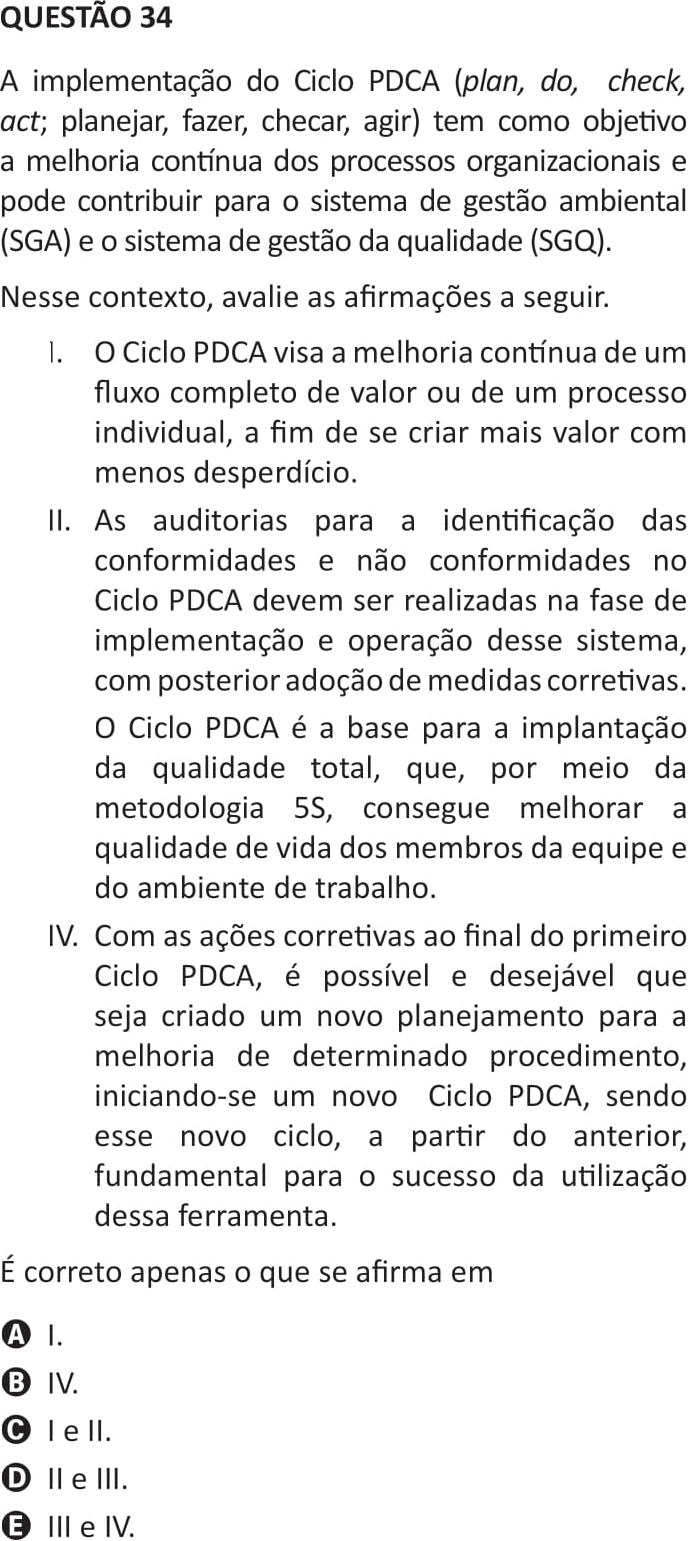 QUESTÃO 34
A implementação do Ciclo PDCA (plan, do, check,
act; planejar, fazer, checar, agir) tem como objetivo
a melhoria contínua dos processos organizacionais e
pode contribuir para o sistema de gestão ambiental
(SGA) e o sistema de gestão da qualidade (SGQ).
Nesse contexto, avalie as afirmações a seguir.
I. O Ciclo PDCA visa a melhoria contínua de um
fluxo completo de valor ou de um processo
individual, a fim de se criar mais valor com
menos desperdício.
II. As auditorias para a identificação das
conformidades e não conformidades no
Ciclo PDCA devem ser realizadas na fase de
implementação e operação desse sistema,
com posterior adoção de medidas corretivas.
O Ciclo PDCA é a base para a implantação
da qualidade total, que, por meio da
metodologia 5S, consegue melhorar a
qualidade de vida dos membros da equipe e
do ambiente de trabalho.
IV. Com as ações corretivas ao final do primeiro
Ciclo PDCA, é possível e desejável que
seja criado um novo planejamento para a
melhoria de determinado procedimento,
iniciando-se um novo Ciclo PDCA, sendo
esse novo ciclo, a partir do anterior,
fundamental para o sucesso da utilização
dessa ferramenta.
É correto apenas o que se afirma em
A I.
B IV.
C I e II.
D II e III.
E III e IV.